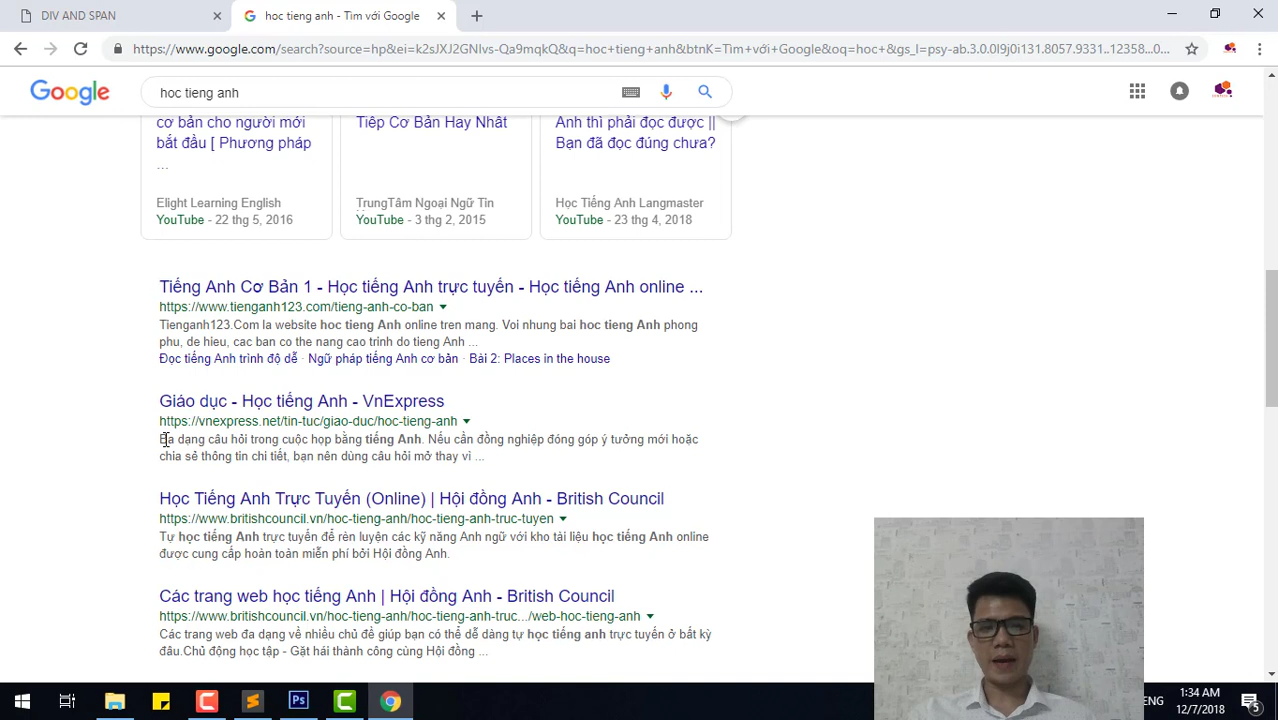 DIV AND SPAN
hoc tieng anh - Tìm với Google
https://www.google.com/search?source=hp&ei=k2sJXJ2GNIvs-Qa9mqkQ&q=hoc+tieng+anh&btnK=Tìm+với+Google&oq=hoc+&gs_l=psy-ab.3.0.0l9j0i131.8057.9331..12358...0...
Google
hoc tieng anh
cơ bản cho người mới
bắt đầu [ Phương pháp
...
Elight Learning English
YouTube - 22 thg 5, 2016
Tiếp Cơ Bản Hay Nhất
TrungTâm Ngoại Ngữ Tin
YouTube - 3 thg 2, 2015
Anh thì phải đọc được ||
Bạn đã đọc đúng chưa?
Học Tiếng Anh Langmaster
YouTube - 23 thg 4, 2018
Tiếng Anh Cơ Bản 1 - Học tiếng Anh trực tuyến - Học tiếng Anh online ...
https://www.tienganh123.com/tieng-anh-co-ban
Tienganh123.Com la website hoc tieng Anh online tren mang. Voi nhung bai hoc tieng Anh phong
phu, de hieu, cac ban co the nang cao trinh do tieng Anh ...
Đọc tiếng Anh trình độ dễ · Ngữ pháp tiếng Anh cơ bản · Bài 2: Places in the house
Giáo dục - Học tiếng Anh - VnExpress
https://vnexpress.net/tin-tuc/giao-duc/hoc-tieng-anh
Đa dạng câu hỏi trong cuộc họp bằng tiếng Anh. Nếu cần đồng nghiệp đóng góp ý tưởng mới hoặc
chia sẻ thông tin chi tiết, bạn nên dùng câu hỏi mở thay vì ...
Học Tiếng Anh Trực Tuyến (Online) | Hội đồng Anh - British Council
https://www.britishcouncil.vn/hoc-tieng-anh/hoc-tieng-anh-truc-tuyen
Tự học tiếng Anh trực tuyến để rèn luyện các kỹ năng Anh ngữ với kho tài liệu học tiếng Anh online
được cung cấp hoàn toàn miễn phí bởi Hội đồng Anh.
Các trang web học tiếng Anh | Hội đồng Anh - British Council
https://www.britishcouncil.vn/hoc-tieng-anh/hoc-tieng-anh-truc.../web-hoc-tieng-anh
Các trang web đa dạng về nhiều chủ đề giúp bạn có thể dễ dàng tự học tiếng anh trực tuyến ở bất kỳ
đâu.Chủ động học tập - Gặt hái thành công cùng Hội đồng ...
Ps
ENG
1:34 AM
12/7/2018
5